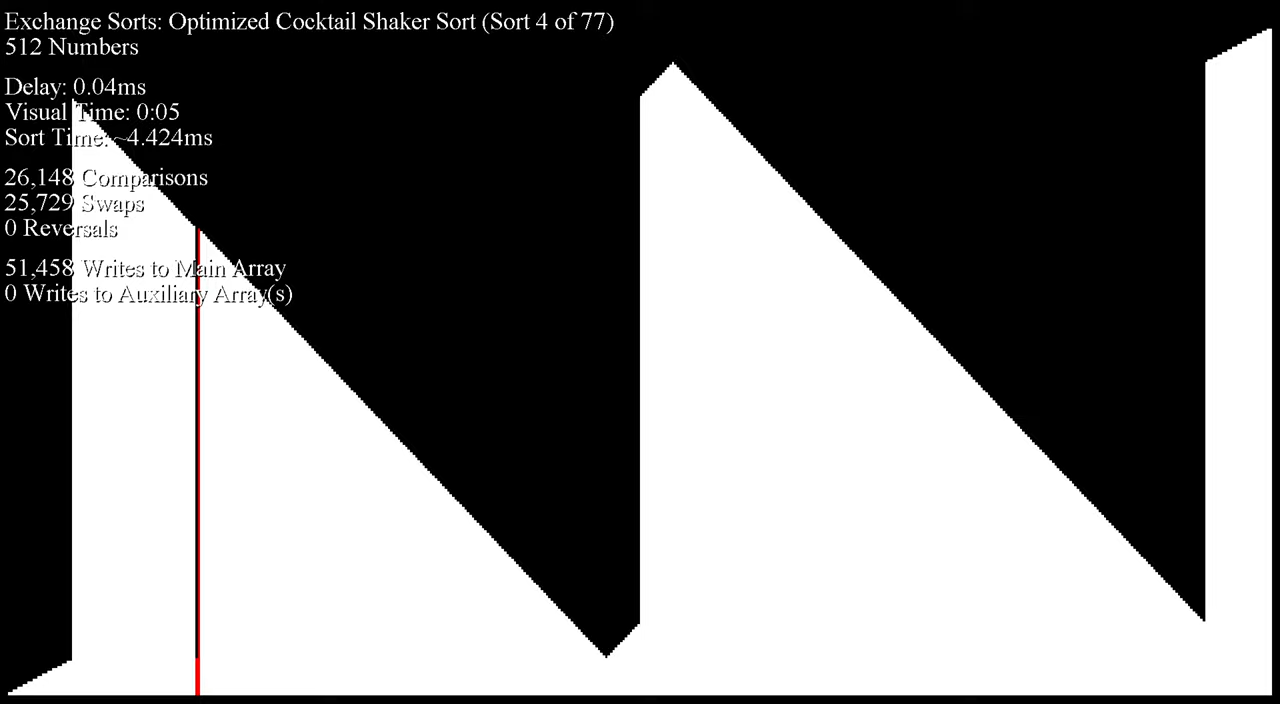 Exchange Sorts: Optimized Cocktail Shaker Sort (Sort 4 of 77)
512 Numbers
Delay: 0.04ms
Visual Time: 0:05
Sort Time: ~4.424ms
26,148 Comparisons
25,729 Swaps
0 Reversals
51,458 Writes to Main Array
0 Writes to Auxiliary Array(s)